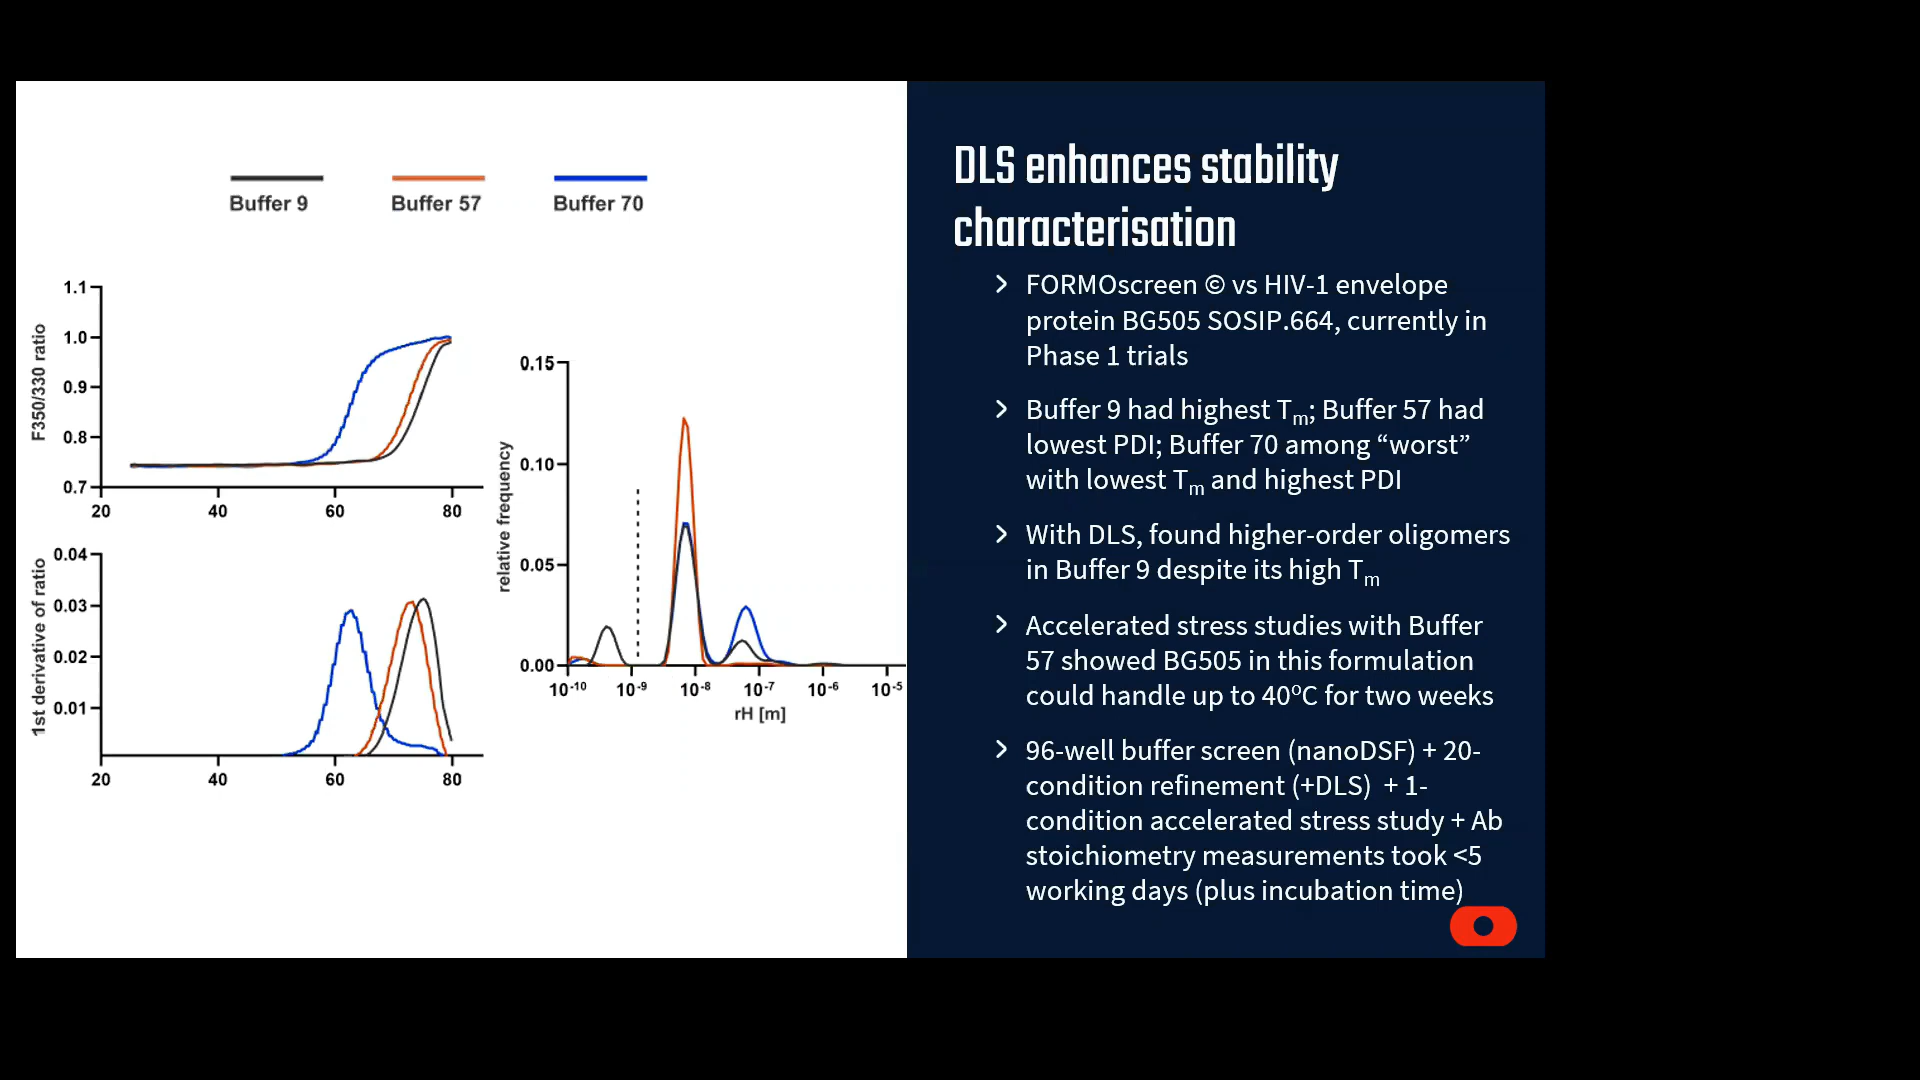 Buffer 9
Buffer 57
Buffer 70
F350/330 ratio
1.1
1.0
0.9
0.8
0.7
20
40
60
80
1st derivative of ratio
0.04
0.03
0.02
0.01
20
40
60
80
relative frequency
0.15
0.10
0.05
0.00
10-10
10-9
10-8
10-7
10-6
10-5
rH [m]
DLS enhances stability
characterisation
FORMOscreen © vs HIV-1 envelope
protein BG505 SOSIP.664, currently in
Phase 1 trials
Buffer 9 had highest Tm; Buffer 57 had
lowest PDI; Buffer 70 among “worst”
with lowest Tm and highest PDI
With DLS, found higher-order oligomers
in Buffer 9 despite its high Tm
Accelerated stress studies with Buffer
57 showed BG505 in this formulation
could handle up to 40ºC for two weeks
96-well buffer screen (nanoDSF) + 20-
condition refinement (+DLS) + 1-
condition accelerated stress study + Ab
stoichiometry measurements took <5
working days (plus incubation time)